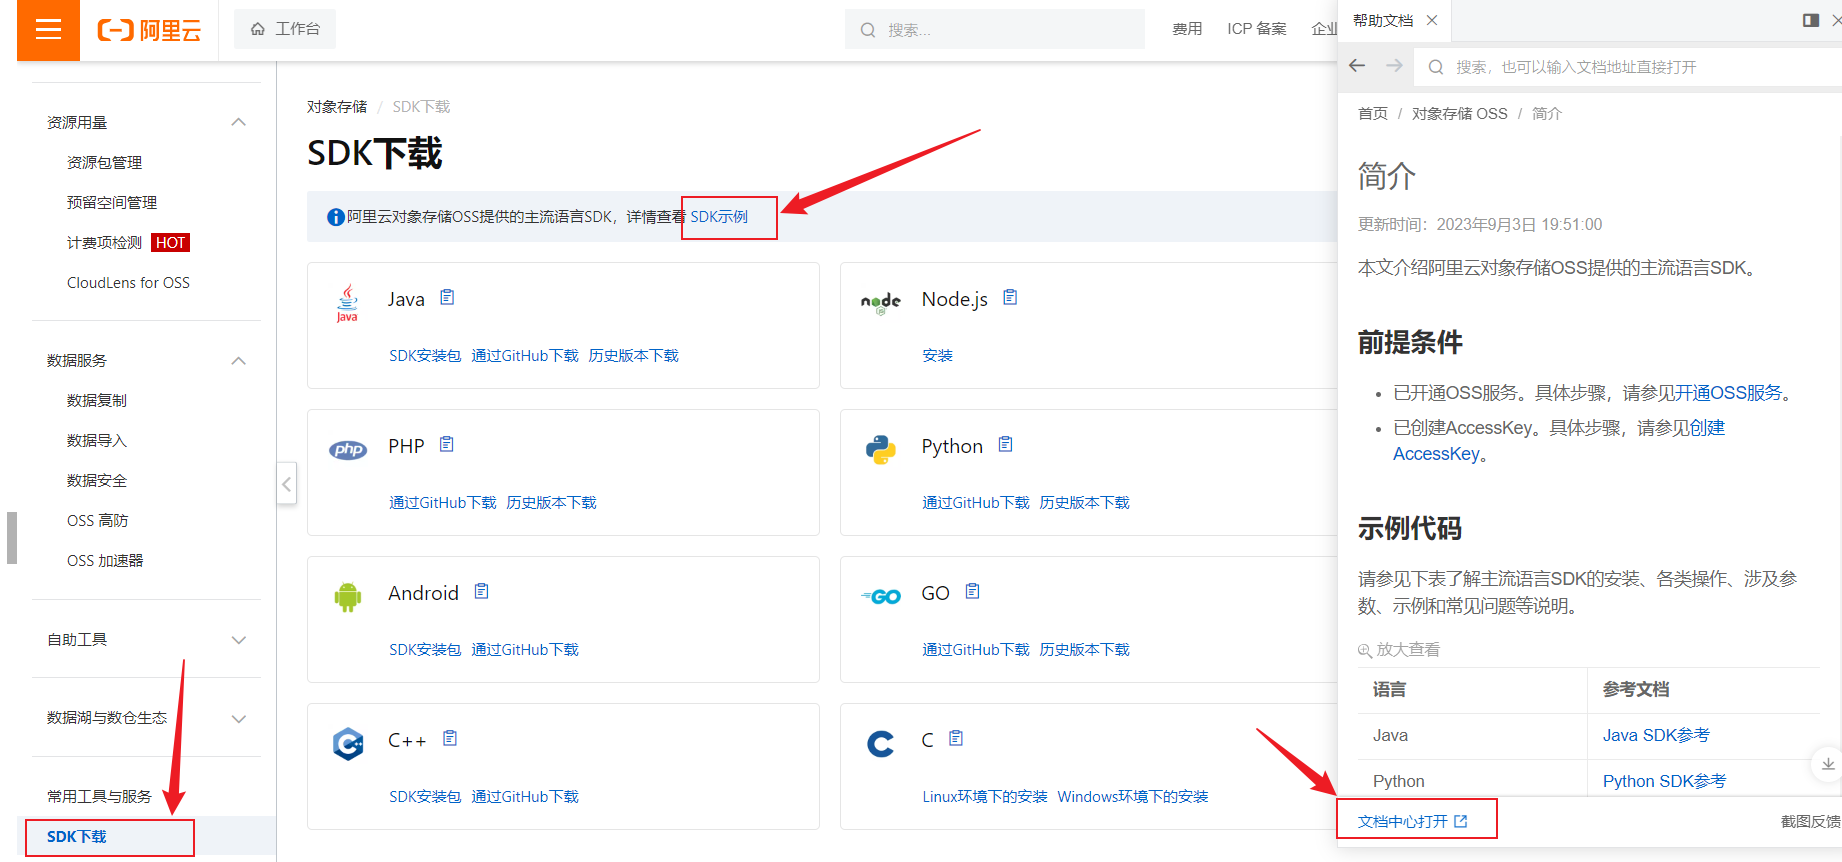 阿里云
工作台
搜索...
费用
ICP 备案
企业
资源用量
资源包管理
预留空间管理
计费项检测 HOT
CloudLens for OSS
数据服务
数据复制
数据导入
数据安全
OSS 高防
OSS 加速器
自助工具
数据湖与数仓生态
常用工具与服务
SDK下载
对象存储 / SDK下载
SDK下载
阿里云对象存储OSS提供的主流语言SDK，详情查看 SDK示例
Java
Java
SDK安装包 通过GitHub下载 历史版本下载
node
JS
Node.js
安装
php
PHP
通过GitHub下载 历史版本下载
Python
通过GitHub下载 历史版本下载
Android
SDK安装包 通过GitHub下载
GO
GO
通过GitHub下载 历史版本下载
C++
SDK安装包 通过GitHub下载
C
C
Linux环境下的安装 Windows环境下的安装
帮助文档
搜索，也可以输入文档地址直接打开
首页 / 对象存储 OSS / 简介
简介
更新时间：2023年9月3日 19:51:00
本文介绍阿里云对象存储OSS提供的主流语言SDK。
前提条件
• 已开通OSS服务。具体步骤，请参见开通OSS服务。
• 已创建AccessKey。具体步骤，请参见创建
AccessKey。
示例代码
请参见下表了解主流语言SDK的安装、各类操作、涉及参
数、示例和常见问题等说明。
放大查看
语言 参考文档
Java Java SDK参考
Python Python SDK参考
文档中心打开
截图反馈